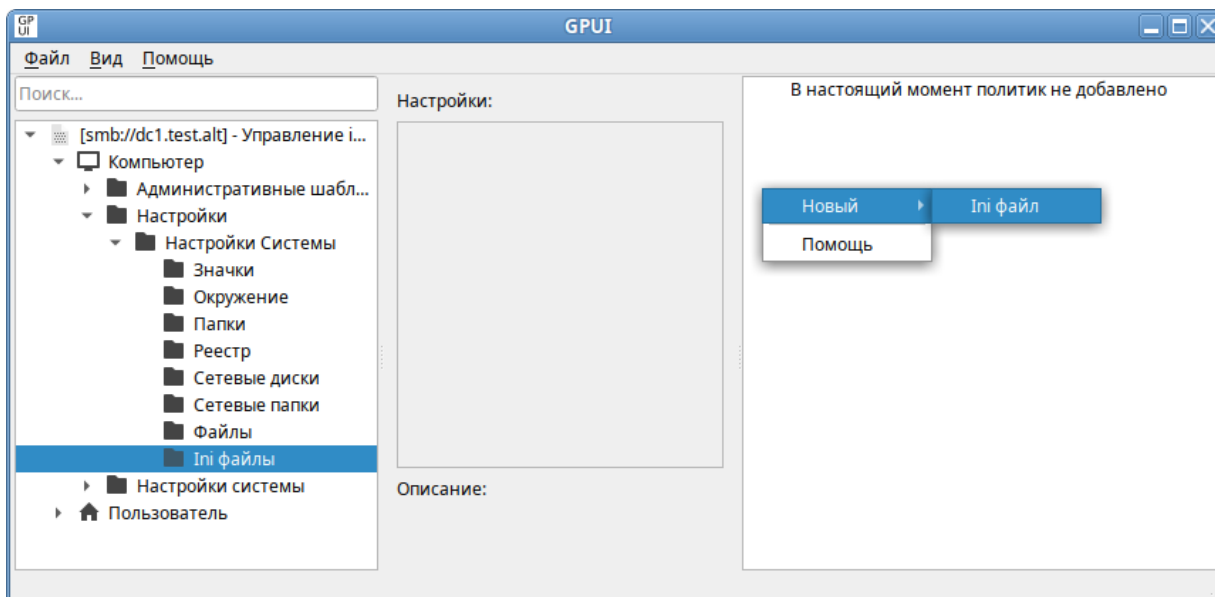 GP
UI
GPUI
Файл Вид Помощь
Поиск...
[smb://dc1.test.alt] - Управление i...
Компьютер
Административные шабл...
Настройки
Настройки Системы
Значки
Окружение
Папки
Реестр
Сетевые диски
Сетевые папки
Файлы
Ini файлы
Настройки системы
Пользователь
Настройки:
Описание:
В настоящий момент политик не добавлено
Новый
Ini файл
Помощь